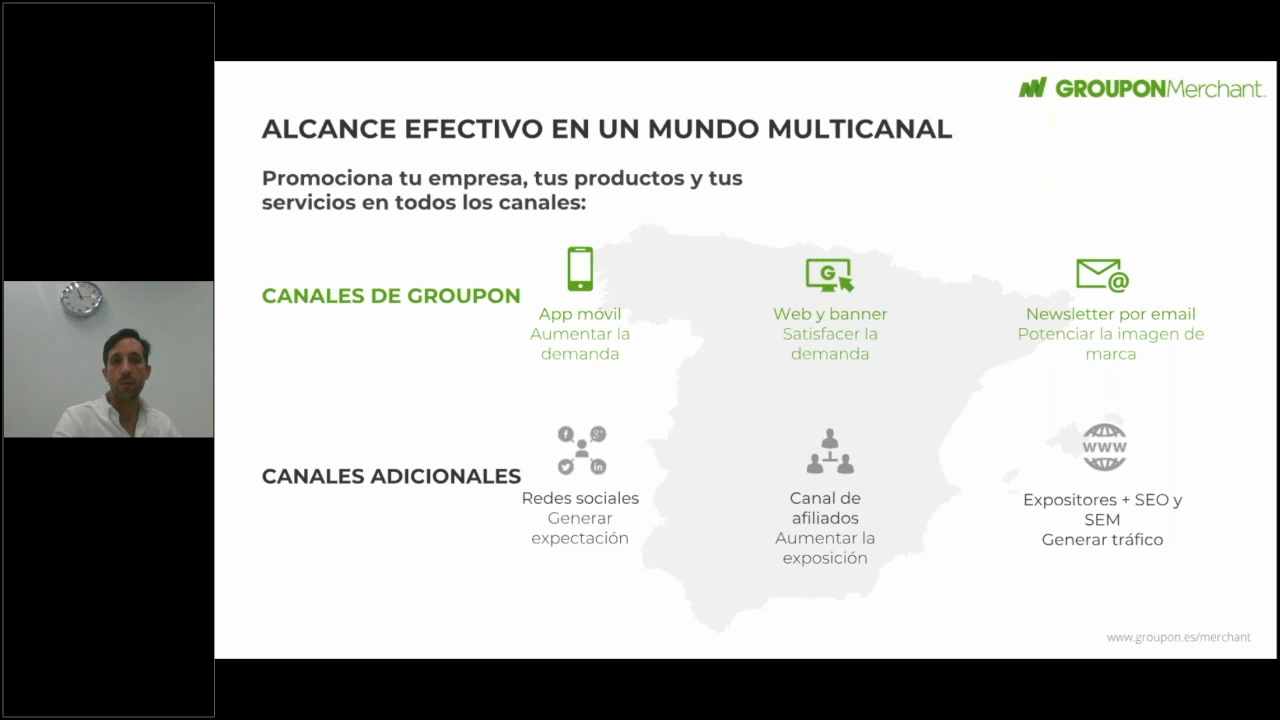 GROUPON Merchant
ALCANCE EFECTIVO EN UN MUNDO MULTICANAL
Promociona tu empresa, tus productos y tus
servicios en todos los canales:
CANALES DE GROUPON
App móvil
Aumentar la
demanda
G
Web y banner
Satisfacer la
demanda
@
Newsletter por email
Potenciar la imagen de
marca
CANALES ADICIONALES
Redes sociales
Generar
expectación
Canal de
afiliados
Aumentar la
exposición
WWW
Expositores + SEO y
SEM
Generar tráfico
www.groupon.es/merchant